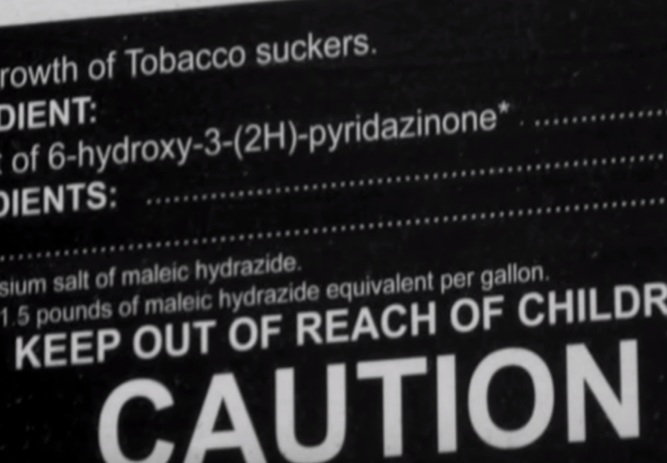 rowth of Tobacco suckers.
DIENT:
of 6-hydroxy-3-(2H)-pyridazinone* ........................
DIENTS: ................................................................................
................................................................................
sium salt of maleic hydrazide.
1.5 pounds of maleic hydrazide equivalent per gallon.
KEEP OUT OF REACH OF CHILDR
CAUTION